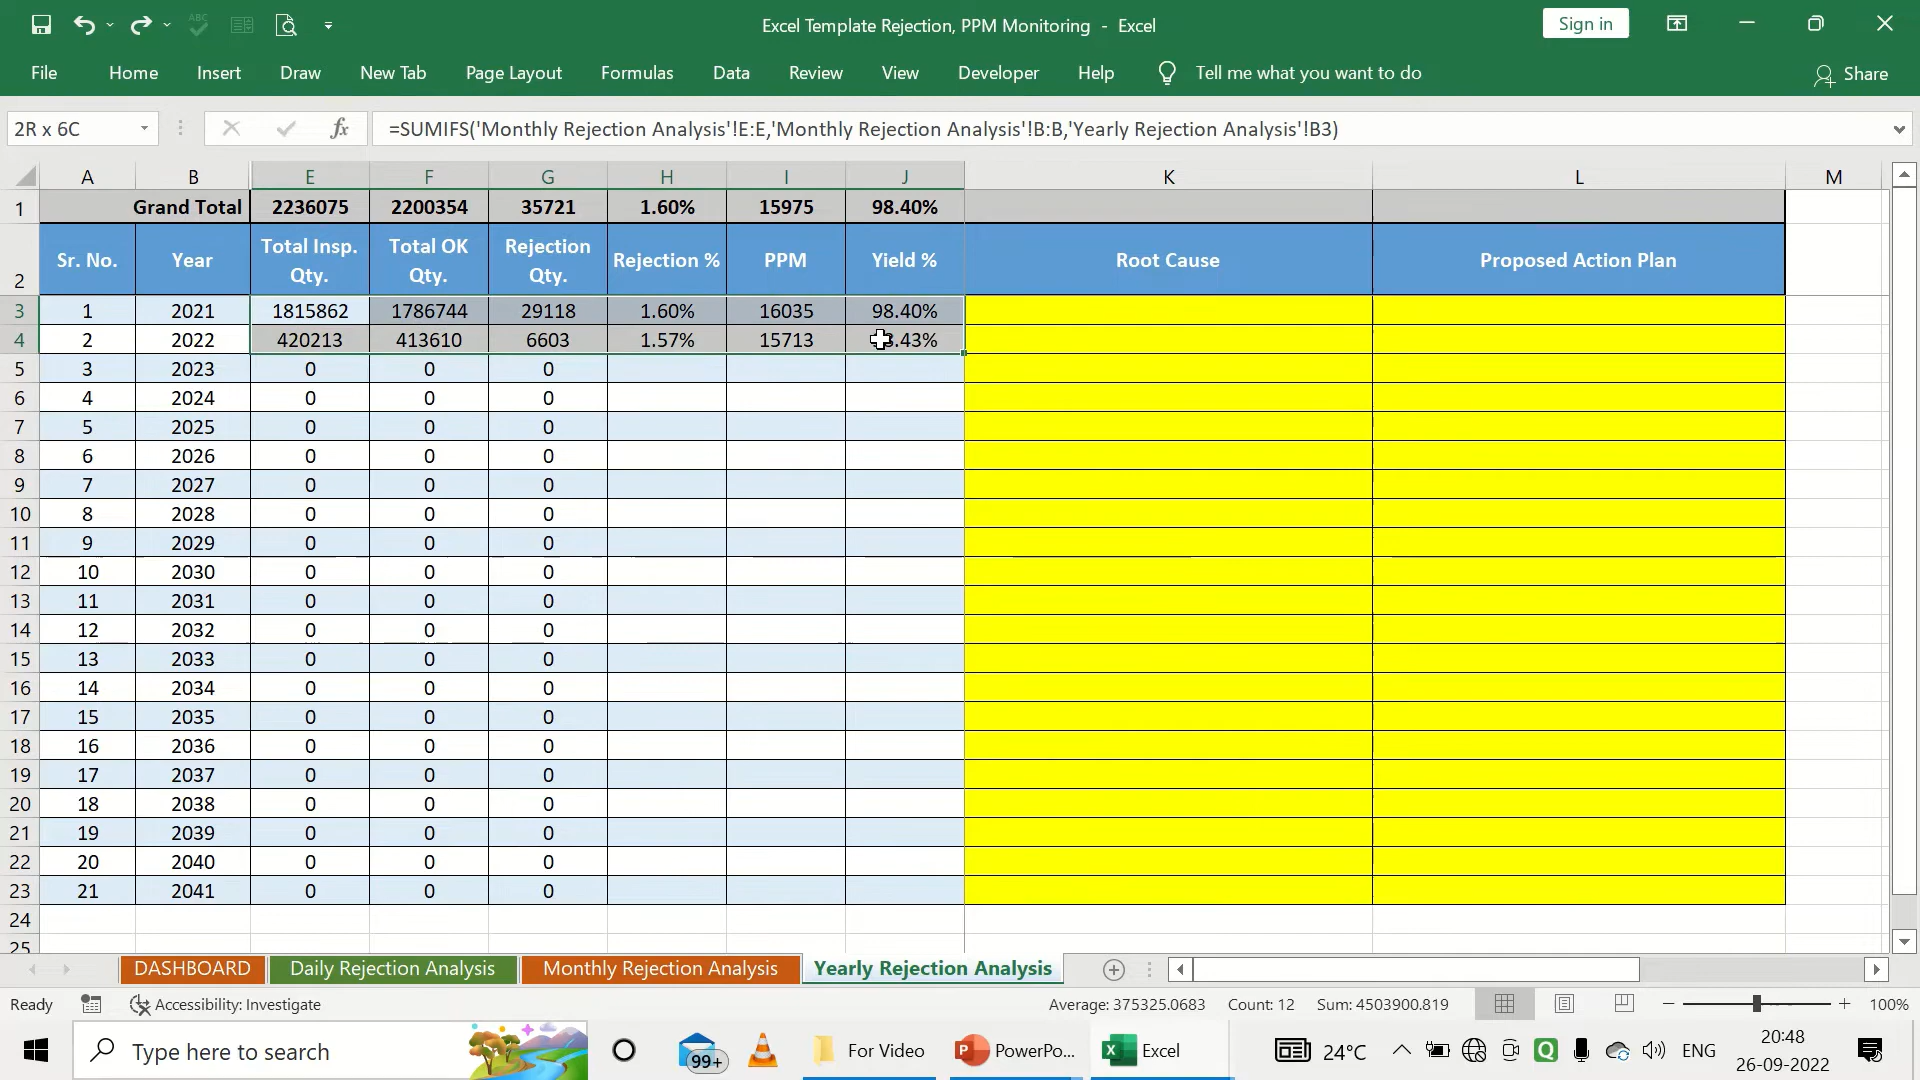 Excel Template Rejection, PPM Monitoring - Excel
Sign in
File Home Insert Draw New Tab Page Layout Formulas Data Review View Developer Help Tell me what you want to do Share
2R x 6C fx =SUMIFS('Monthly Rejection Analysis'!E:E,'Monthly Rejection Analysis'!B:B,'Yearly Rejection Analysis'!B3)
A B E F G H I J K L M
1 Grand Total 2236075 2200354 35721 1.60% 15975 98.40%
2 Sr. No. Year Total Insp. Qty. Total OK Qty. Rejection Qty. Rejection % PPM Yield % Root Cause Proposed Action Plan
3 1 2021 1815862 1786744 29118 1.60% 16035 98.40%
4 2 2022 420213 413610 6603 1.57% 15713 .43%
5 3 2023 0 0 0
6 4 2024 0 0 0
7 5 2025 0 0 0
8 6 2026 0 0 0
9 7 2027 0 0 0
10 8 2028 0 0 0
11 9 2029 0 0 0
12 10 2030 0 0 0
13 11 2031 0 0 0
14 12 2032 0 0 0
15 13 2033 0 0 0
16 14 2034 0 0 0
17 15 2035 0 0 0
18 16 2036 0 0 0
19 17 2037 0 0 0
20 18 2038 0 0 0
21 19 2039 0 0 0
22 20 2040 0 0 0
23 21 2041 0 0 0
24
25
DASHBOARD Daily Rejection Analysis Monthly Rejection Analysis Yearly Rejection Analysis
Ready Accessibility: Investigate Average: 375325.0683 Count: 12 Sum: 4503900.819 100%
Type here to search 99+ For Video PowerPo... Excel 24°C ENG 20:48
26-09-2022